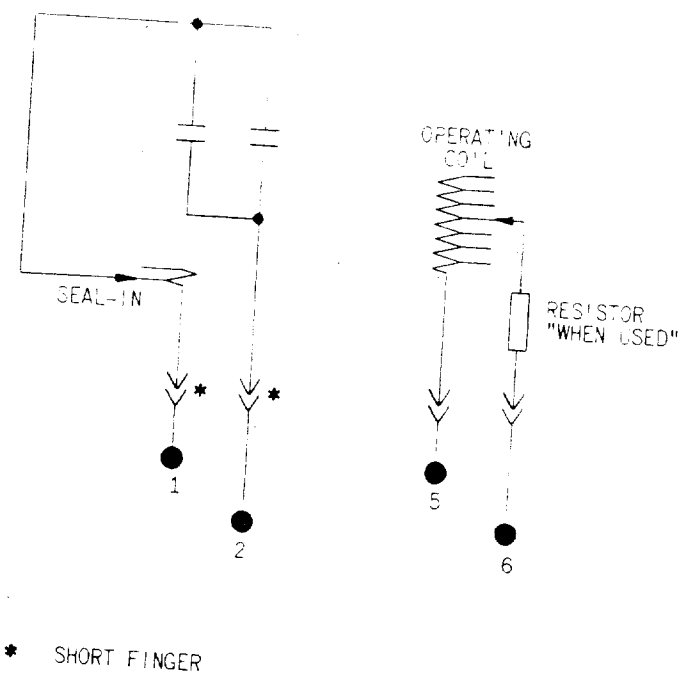 OPERATING
COIL
SEAL-IN
RESISTOR
"WHEN USED"
*
*
1
2
5
6
* SHORT FINGER